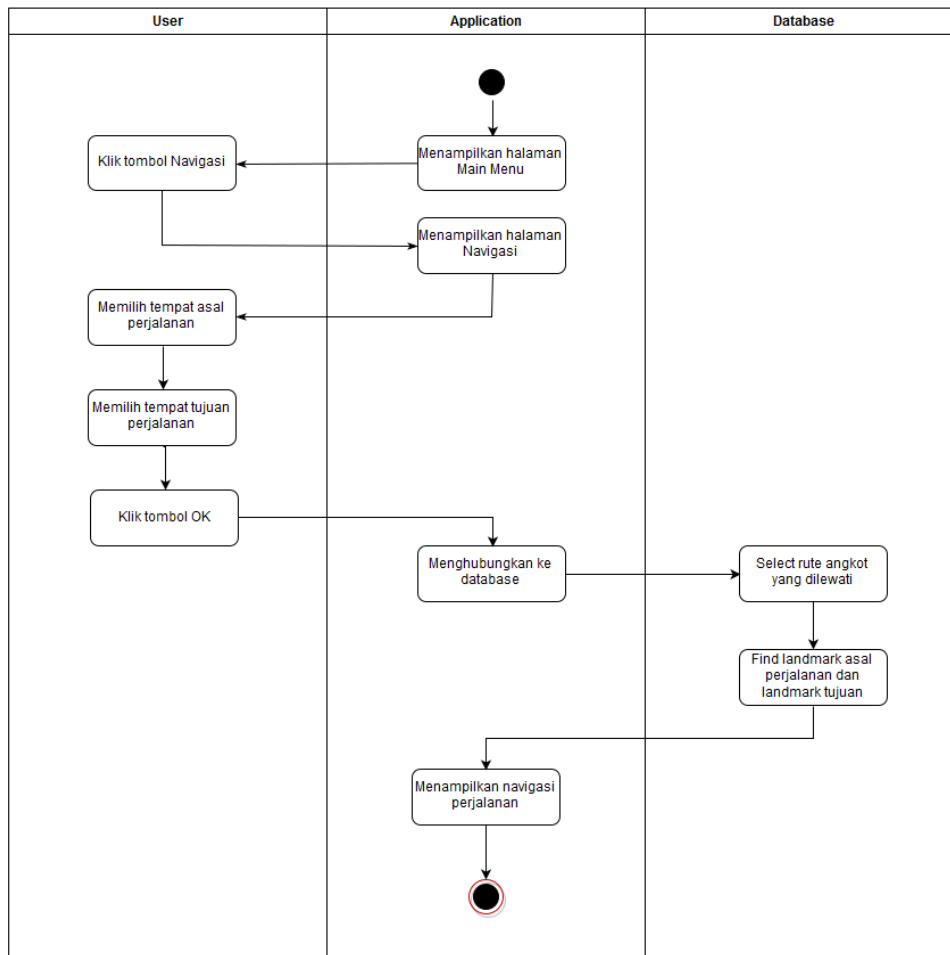 User
Application
Database
Menampilkan halaman
Main Menu
Klik tombol Navigasi
Menampilkan halaman
Navigasi
Memilih tempat asal
perjalanan
Memilih tempat tujuan
perjalanan
Klik tombol OK
Menghubungkan ke
database
Select rute angkot
yang dilewati
Find landmark asal
perjalanan dan
landmark tujuan
Menampilkan navigasi
perjalanan